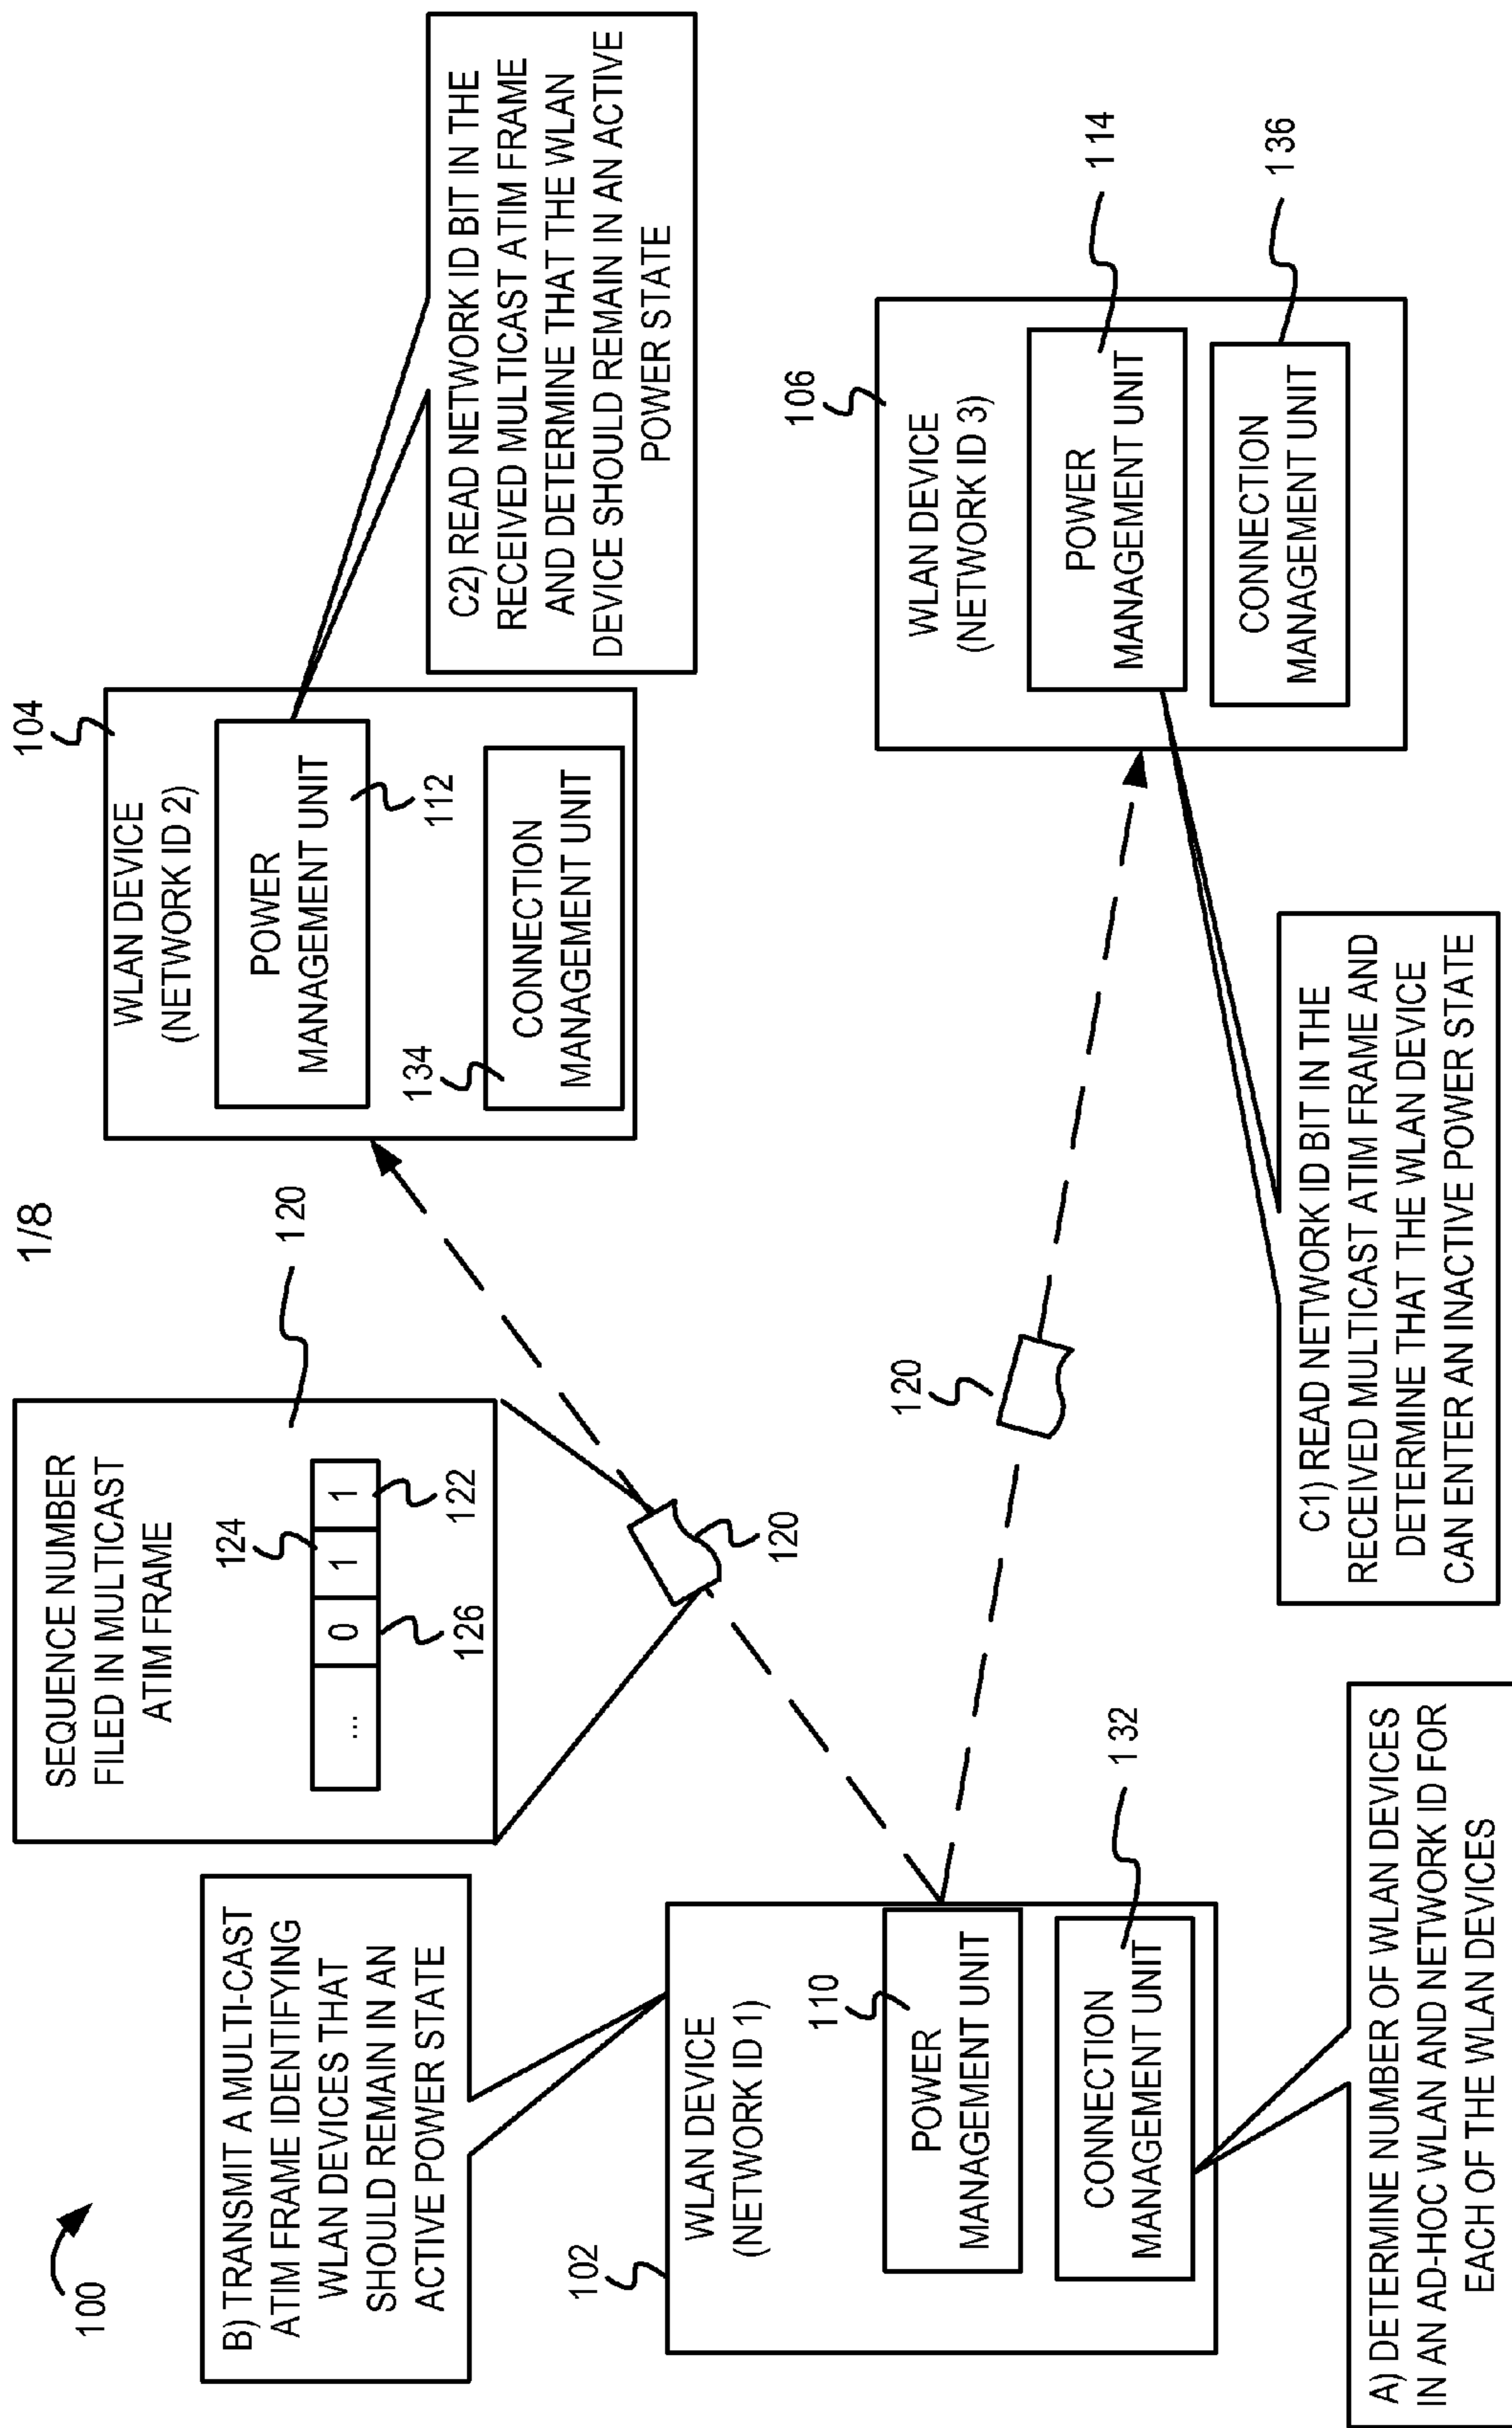 1/8
100
B) TRANSMIT A MULTI-CAST
ATIM FRAME IDENTIFYING
WLAN DEVICES THAT
SHOULD REMAIN IN AN
ACTIVE POWER STATE
SEQUENCE NUMBER
FILED IN MULTICAST
ATIM FRAME
120
124
...
0
1
1
126
122
120
104
WLAN DEVICE
(NETWORK ID 2)
POWER
MANAGEMENT UNIT
112
134
CONNECTION
MANAGEMENT UNIT
C2) READ NETWORK ID BIT IN THE
RECEIVED MULTICAST ATIM FRAME
AND DETERMINE THAT THE WLAN
DEVICE SHOULD REMAIN IN AN ACTIVE
POWER STATE
102
WLAN DEVICE
(NETWORK ID 1)
110
POWER
MANAGEMENT UNIT
CONNECTION
MANAGEMENT UNIT
132
A) DETERMINE NUMBER OF WLAN DEVICES
IN AN AD-HOC WLAN AND NETWORK ID FOR
EACH OF THE WLAN DEVICES
120
106
WLAN DEVICE
(NETWORK ID 3)
POWER
MANAGEMENT UNIT
114
CONNECTION
MANAGEMENT UNIT
136
C1) READ NETWORK ID BIT IN THE
RECEIVED MULTICAST ATIM FRAME AND
DETERMINE THAT THE WLAN DEVICE
CAN ENTER AN INACTIVE POWER STATE